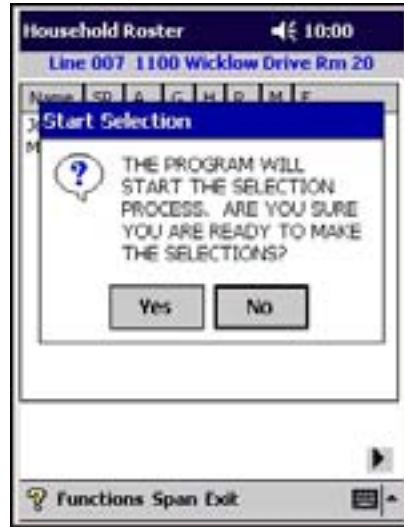 Household Roster 10:00
Line 007 1100 Wicklow Drive Rm 20
Name SP A G H R M F
Start Selection
THE PROGRAM WILL
START THE SELECTION
PROCESS. ARE YOU SURE
YOU ARE READY TO MAKE
THE SELECTIONS?
Yes No
Functions Span Exit